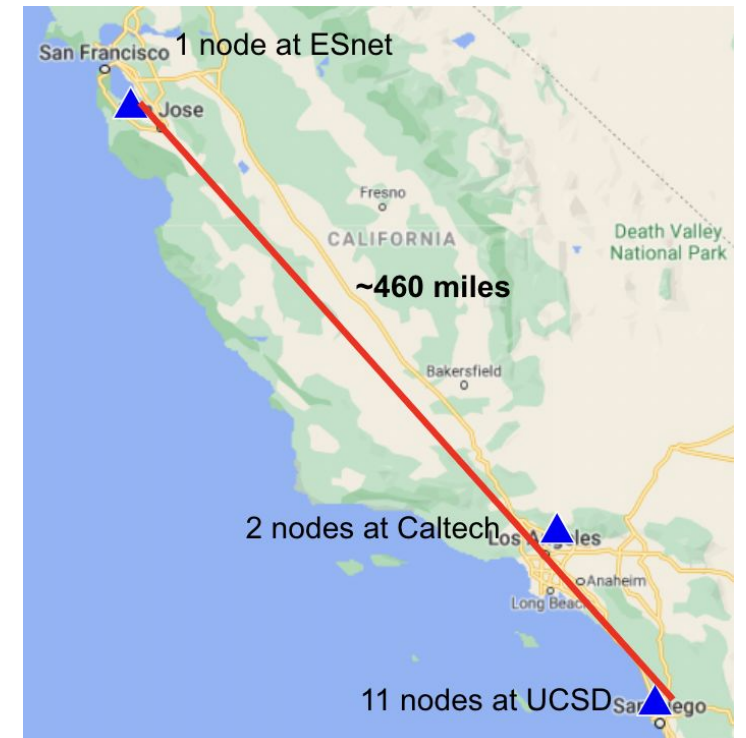 San Francisco
1 node at ESnet
Jose
Fresno
CALIFORNIA
Death Valley
National Park
~460 miles
Bakersfield
2 nodes at Caltech
Los Angeles
Anaheim
Long Beach
11 nodes at UCSD
San Diego